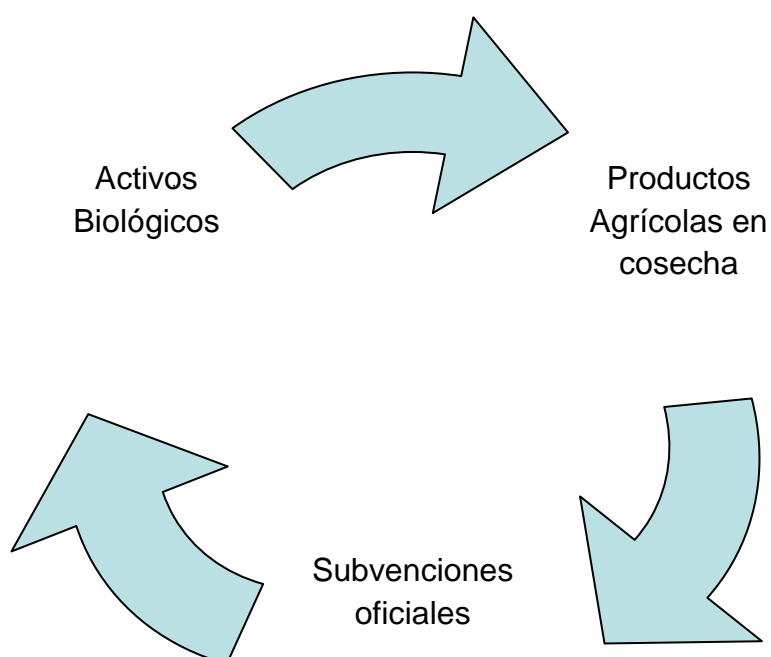 Activos
Biológicos
Productos
Agrícolas en
cosecha
Subvenciones
oficiales